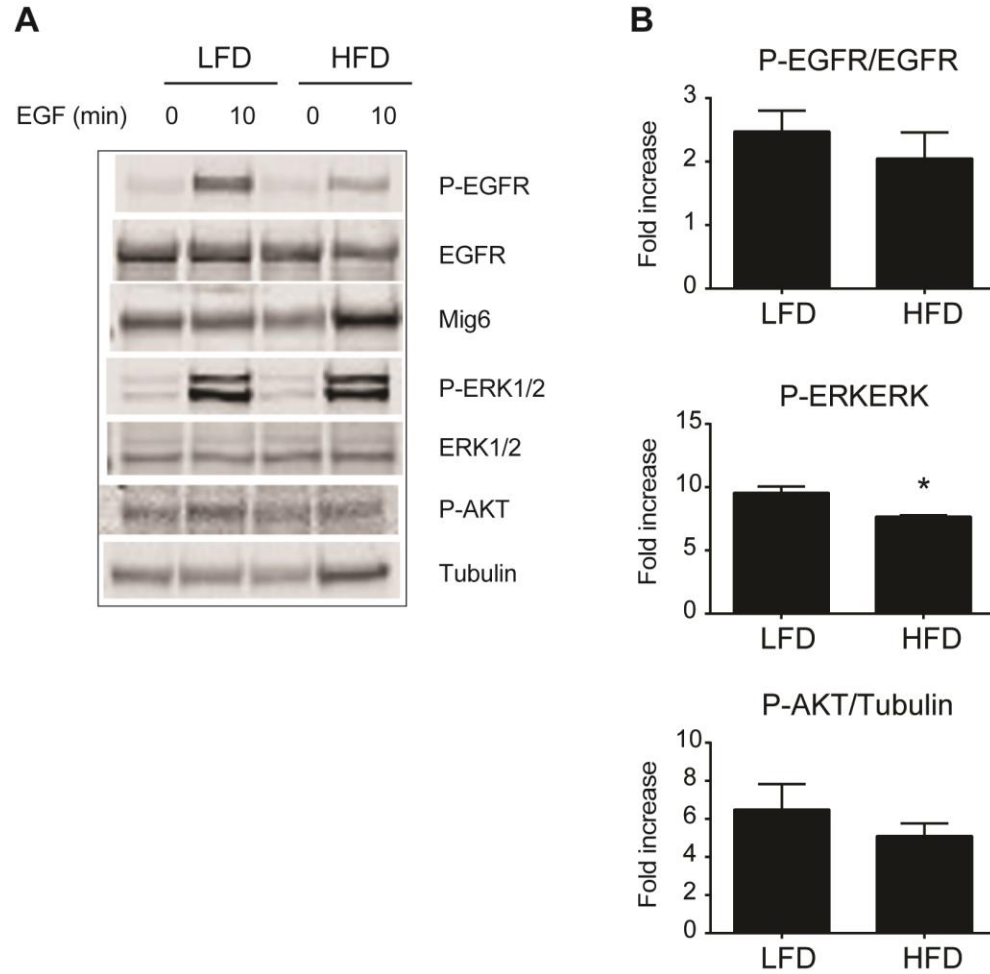 A
LFD HFD
EGF (min) 0 10 0 10
P-EGFR
EGFR
Mig6
P-ERK1/2
ERK1/2
P-AKT
Tubulin
B
P-EGFR/EGFR
Fold increase
3
2
1
0
LFD HFD
P-ERKERK
Fold increase
15
10
5
0
*
LFD HFD
P-AKT/Tubulin
Fold increase
10
8
6
4
2
0
LFD HFD